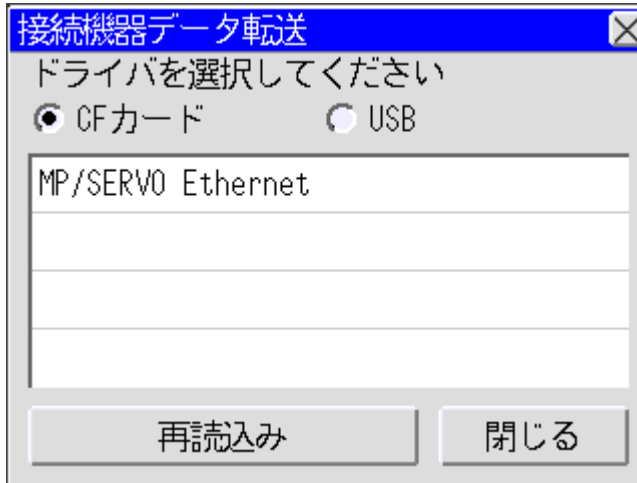 接続機器データ転送
ドライバを選択してください
CFカード USB
MP/SERVO Ethernet
再読込み 閉じる